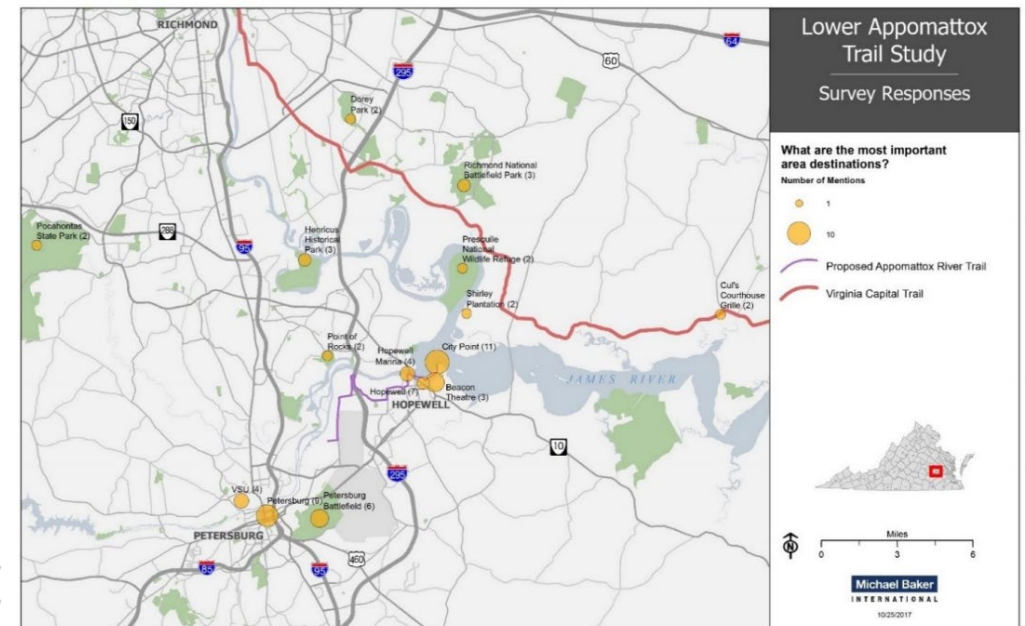 RICHMOND
64
60
295
150
Dorey
Park (2)
Richmond National
Battlefield Park (3)
Pocahontas
State Park (2)
288
95
Henricus
Historical
Park (3)
Presquile
National
Wildlife Refuge (2)
Shirley
Plantation (2)
Cul's
Courthouse
Grille (2)
Point of
Rocks (2)
Hopewell
Marina (4)
City Point (11)
Hopewell (7)
Beacon
Theatre (3)
HOPEWELL
JAMES RIVER
10
295
VSU (4)
Petersburg (9)
Petersburg
Battlefield (6)
PETERSBURG
460
85
95
Lower Appomattox
Trail Study
Survey Responses
What are the most important
area destinations?
Number of Mentions
1
10
Proposed Appomattox River Trail
Virginia Capital Trail
N
Miles
0 3 6
Michael Baker
INTERNATIONAL
10/25/2017